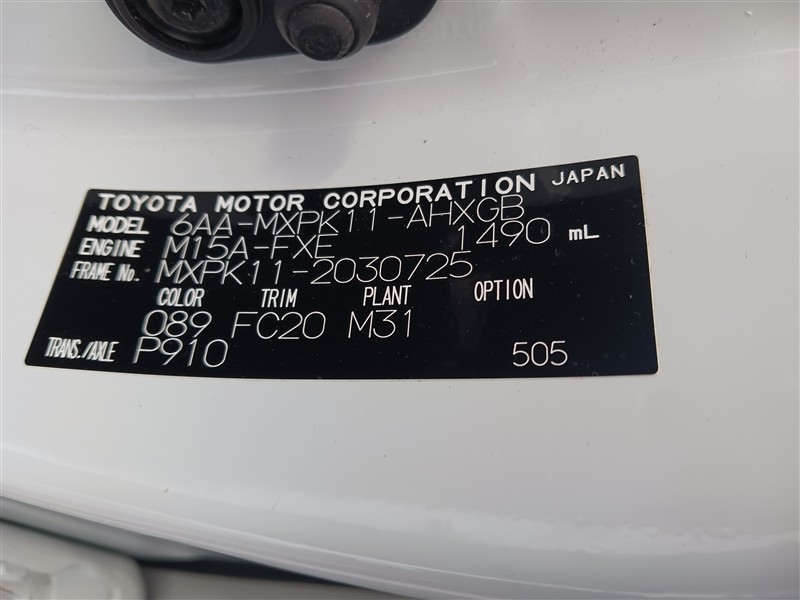 TOYOTA MOTOR CORPORATION JAPAN
MODEL 6AA-MXPK11-AHXGB
ENGINE M15A-FXE 1490 mL
FRAME No. MXPK11-2030725
COLOR TRIM PLANT OPTION
089 FC20 M31
TRANS./AXLE P910 505